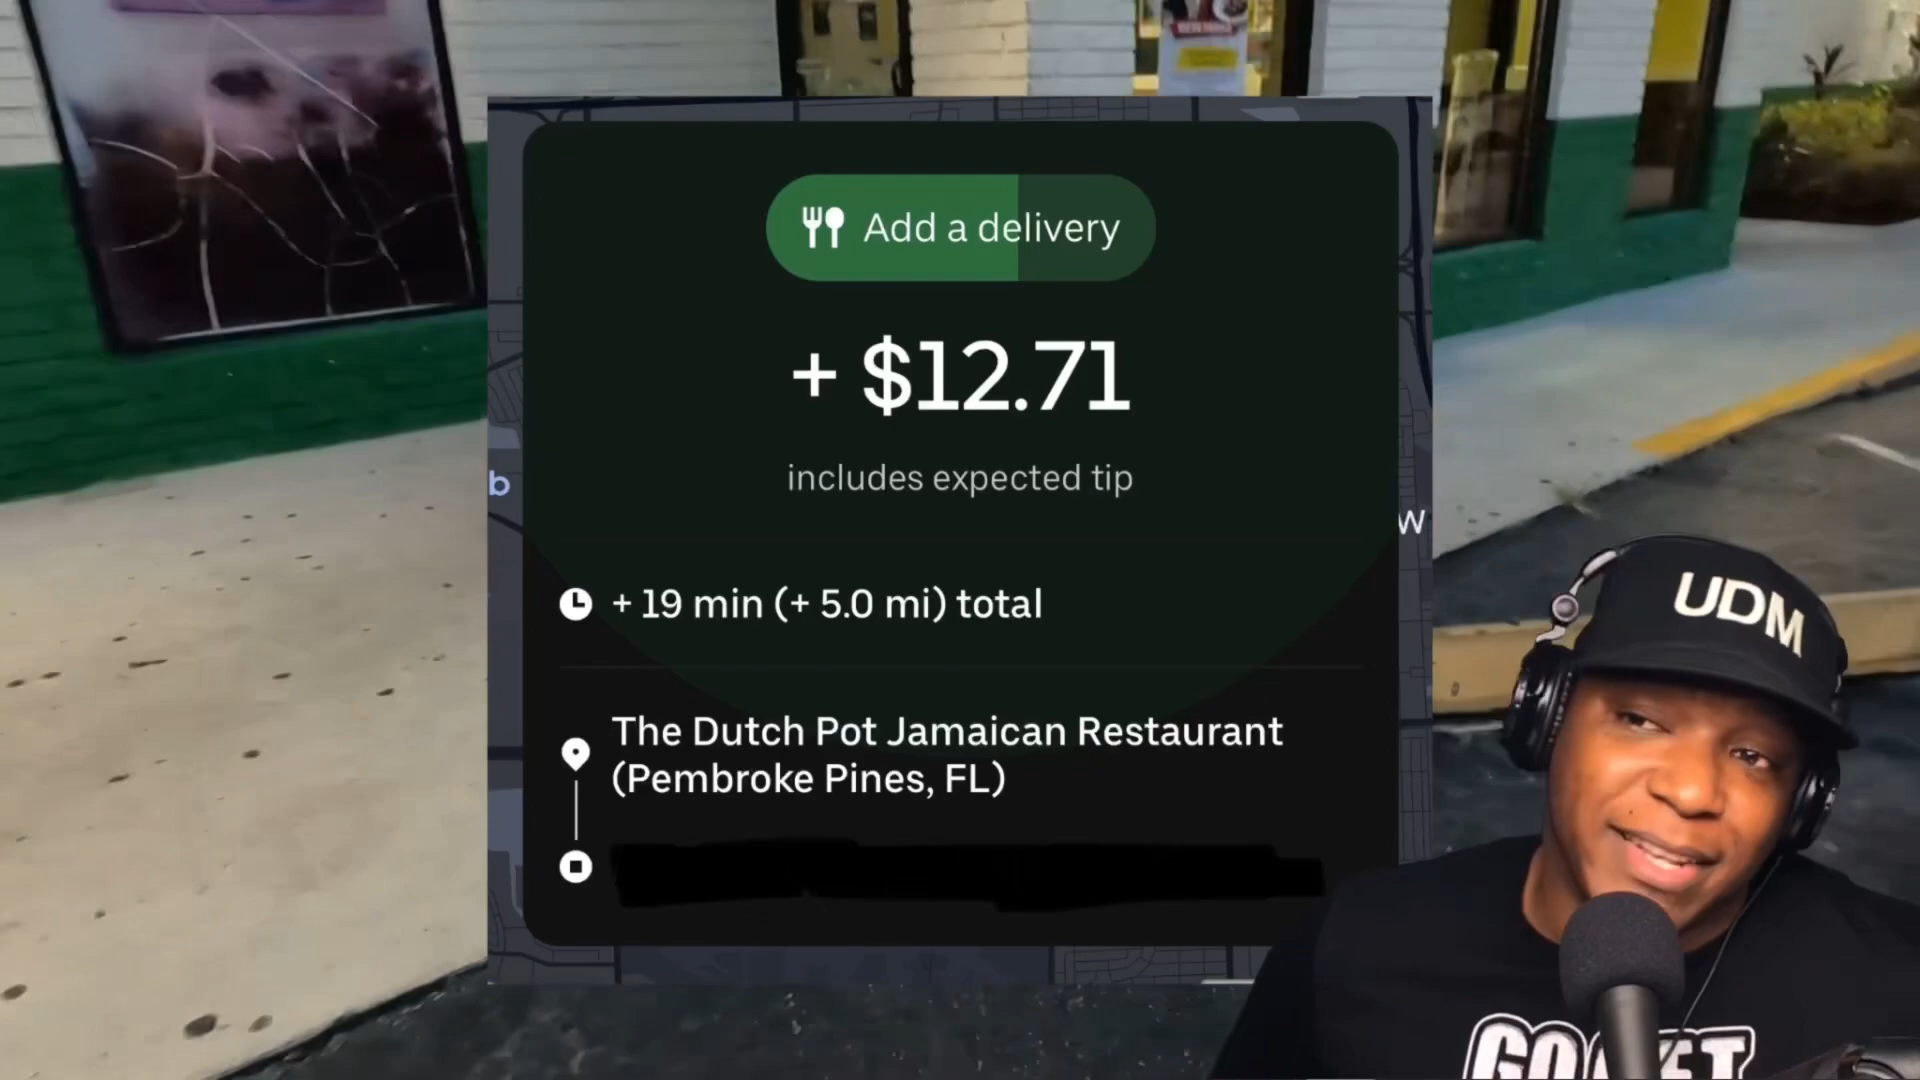 Add a delivery
+ $12.71
includes expected tip
b
W
+ 19 min (+ 5.0 mi) total
The Dutch Pot Jamaican Restaurant
(Pembroke Pines, FL)
UDM